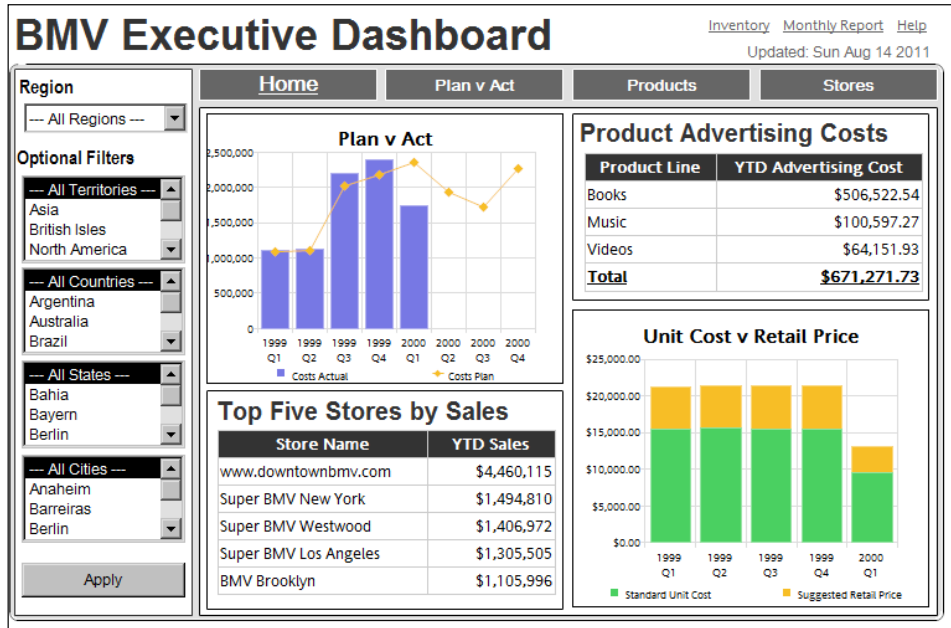 BMV Executive Dashboard
Inventory Monthly Report Help
Updated: Sun Aug 14 2011
Region
--- All Regions ---
Optional Filters
--- All Territories ---
Asia
British Isles
North America
--- All Countries ---
Argentina
Australia
Brazil
--- All States ---
Bahia
Bayern
Berlin
--- All Cities ---
Anaheim
Barreiras
Berlin
Apply
Home Plan v Act Products Stores
Plan v Act
2,500,000
2,000,000
1,500,000
1,000,000
500,000
0
1999 1999 1999 1999 2000 2000 2000 2000
Q1 Q2 Q3 Q4 Q1 Q2 Q3 Q4
Costs Actual Costs Plan
Top Five Stores by Sales
Store Name YTD Sales
www.downtownbmv.com $4,460,115
Super BMV New York $1,494,810
Super BMV Westwood $1,406,972
Super BMV Los Angeles $1,305,505
BMV Brooklyn $1,105,996
Product Advertising Costs
Product Line YTD Advertising Cost
Books $506,522.54
Music $100,597.27
Videos $64,151.93
Total $671,271.73
Unit Cost v Retail Price
$25,000.00
$20,000.00
$15,000.00
$10,000.00
$5,000.00
$0.00
1999 1999 1999 1999 2000
Q1 Q2 Q3 Q4 Q1
Standard Unit Cost Suggested Retail Price